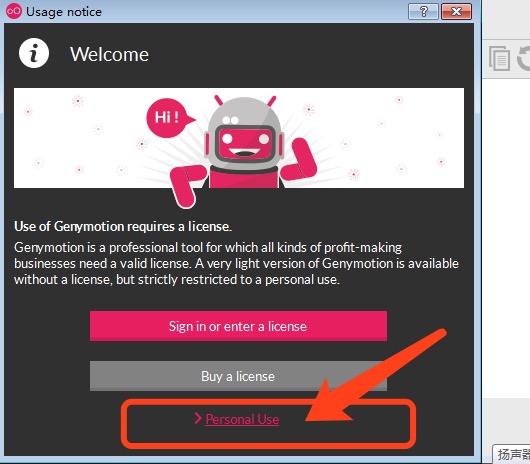 Usage notice
Welcome
Hi !
Use of Genymotion requires a license.
Genymotion is a professional tool for which all kinds of profit-making
businesses need a valid license. A very light version of Genymotion is available
without a license, but strictly restricted to a personal use.
Sign in or enter a license
Buy a license
Personal Use
扬声器